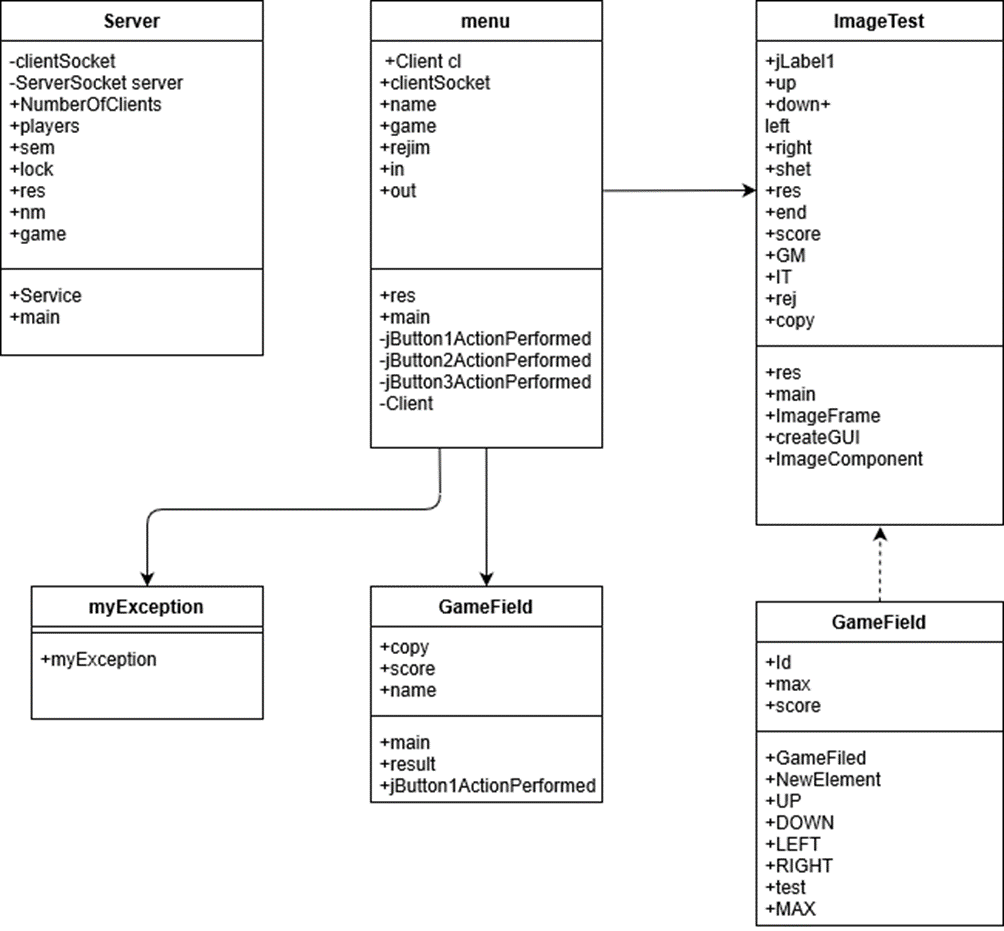 Server
-clientSocket
-ServerSocket server
+NumberOfClients
+players
+sem
+lock
+res
+nm
+game
+Service
+main
menu
+Client cl
+clientSocket
+name
+game
+rejim
+in
+out
+res
+main
-jButton1ActionPerformed
-jButton2ActionPerformed
-jButton3ActionPerformed
-Client
ImageTest
+jLabel1
+up
+down+
left
+right
+shet
+res
+end
+score
+GM
+IT
+rej
+copy
+res
+main
+ImageFrame
+createGUI
+ImageComponent
myException
+myException
GameField
+copy
+score
+name
+main
+result
+jButton1ActionPerformed
GameField
+Id
+max
+score
+GameFiled
+NewElement
+UP
+DOWN
+LEFT
+RIGHT
+test
+MAX